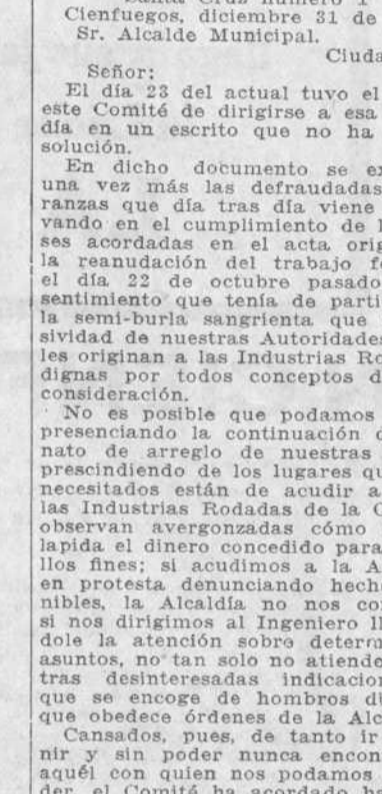 Santa Cruz número 1
Cienfuegos, diciembre 31 de
Sr. Alcalde Municipal.
Ciuda
Señor:
El día 23 del actual tuvo el
este Comité de dirigirse a esa
día en un escrito que no ha
solución.
En dicho documento se ex
una vez más las defraudadas
ranzas que día tras día viene
vando en el cumplimiento de l
ses acordadas en el acta orig
la reanudación del trabajo fe
el día 22 de octubre pasado
sentimiento que tenía de parti
la semi-burla sangrienta que
sividad de nuestras Autoridades
les originan a las Industrias Ro
dignas por todos conceptos d
consideración.
No es posible que podamos
presenciando la continuación d
nato de arreglo de nuestras
prescindiendo de los lugares qu
necesitados están de acudir a
las Industrias Rodadas de la C
observan avergonzadas cómo
lapida el dinero concedido para
llos fines; si acudimos a la A
en protesta denunciando hech
nibles, la Alcaldía no nos co
si nos dirigimos al Ingeniero ll
dole la atención sobre determ
asuntos, no tan solo no atiende
tras desinteresadas indicacion
que se encoge de hombros di
que obedece órdenes de la Alc
Cansados, pues, de tanto ir
nir y sin poder nunca encon
aquél con quien nos podamos
der, el Comité ha acordado ha